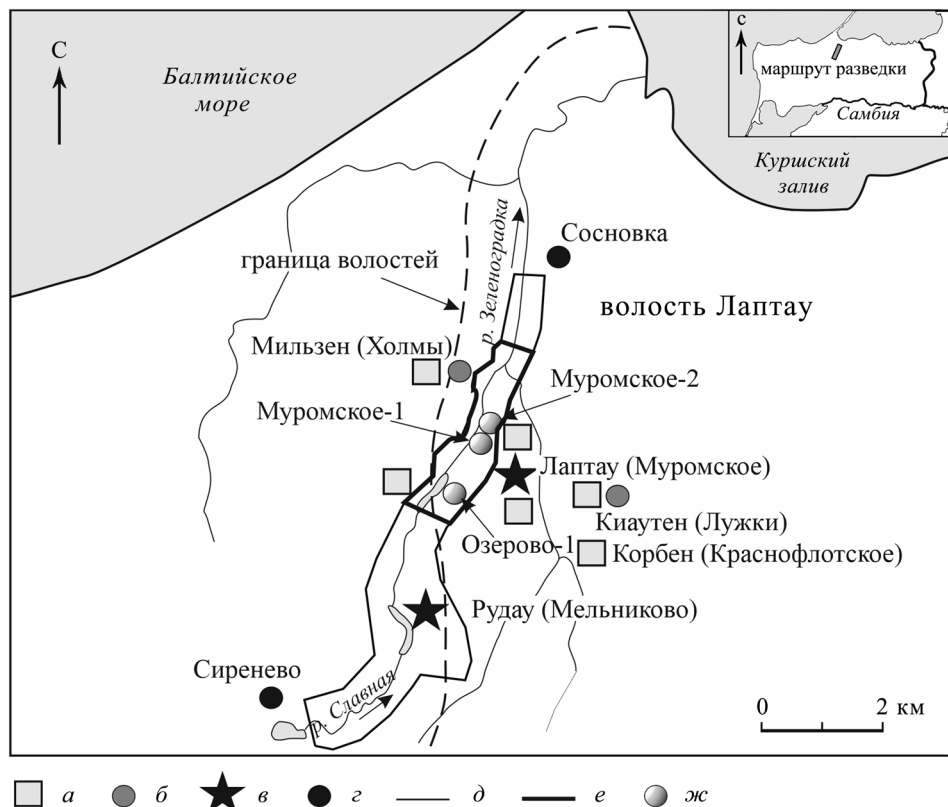 С
Балтийское
море
с
маршрут разведки
Самбия
Куршский
залив
Сосновка
граница волостей
р. Зеленоградка
волость Лаптау
Мильзен (Холмы)
Муромское-2
Муромское-1
Лаптау (Муромское)
Киаутен (Лужки)
Озерово-1
Корбен (Краснофлотское)
Рудау (Мельниково)
Сиренево
р. Славная
0 2 км
а б в г д е ж